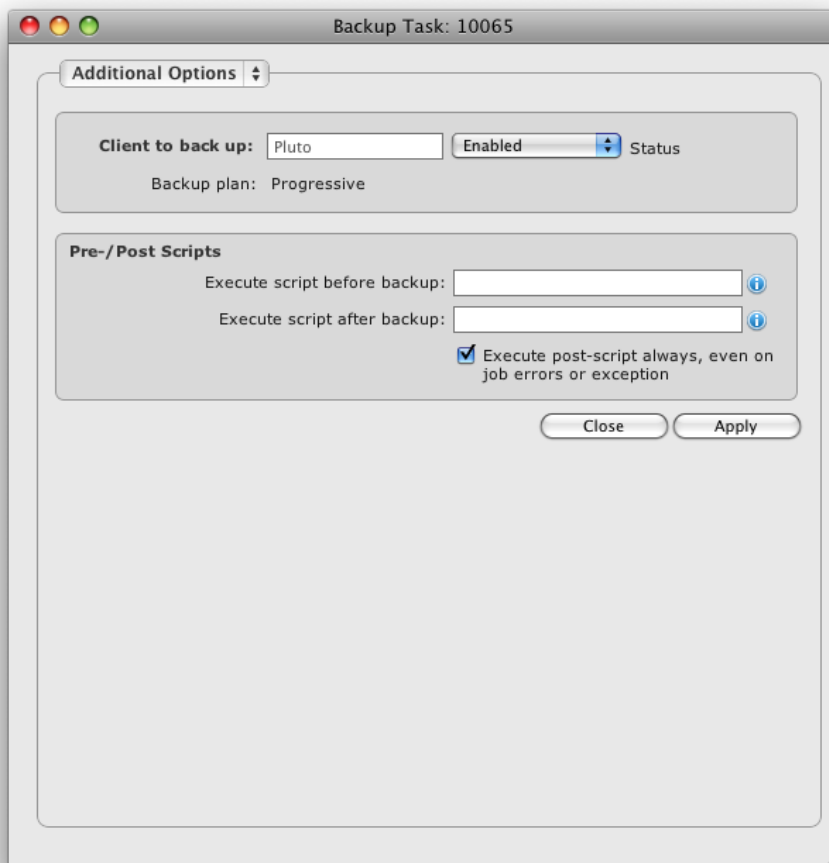 Backup Task: 10065
Additional Options
Client to back up: Pluto Enabled Status
Backup plan: Progressive
Pre-/Post Scripts
Execute script before backup:
Execute script after backup:
Execute post-script always, even on
job errors or exception
Close Apply